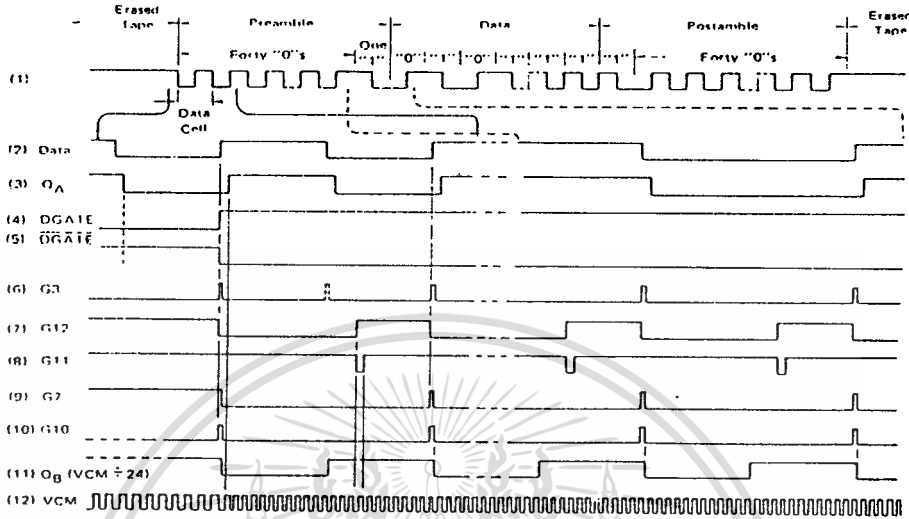 Erased Tape
Preamble
Data
Postamble
Erased Tape
Forty "0"s
One
"1" "0" "1" "0" "1" "1" "1" "1"
Forty "0"s
(1)
Data Cell
(2) Data
(3) QA
(4) DGATE
(5) DGATE
(6) G3
(7) G12
(8) G11
(9) G7
(10) G10
(11) QB (VCM ÷ 24)
(12) VCM